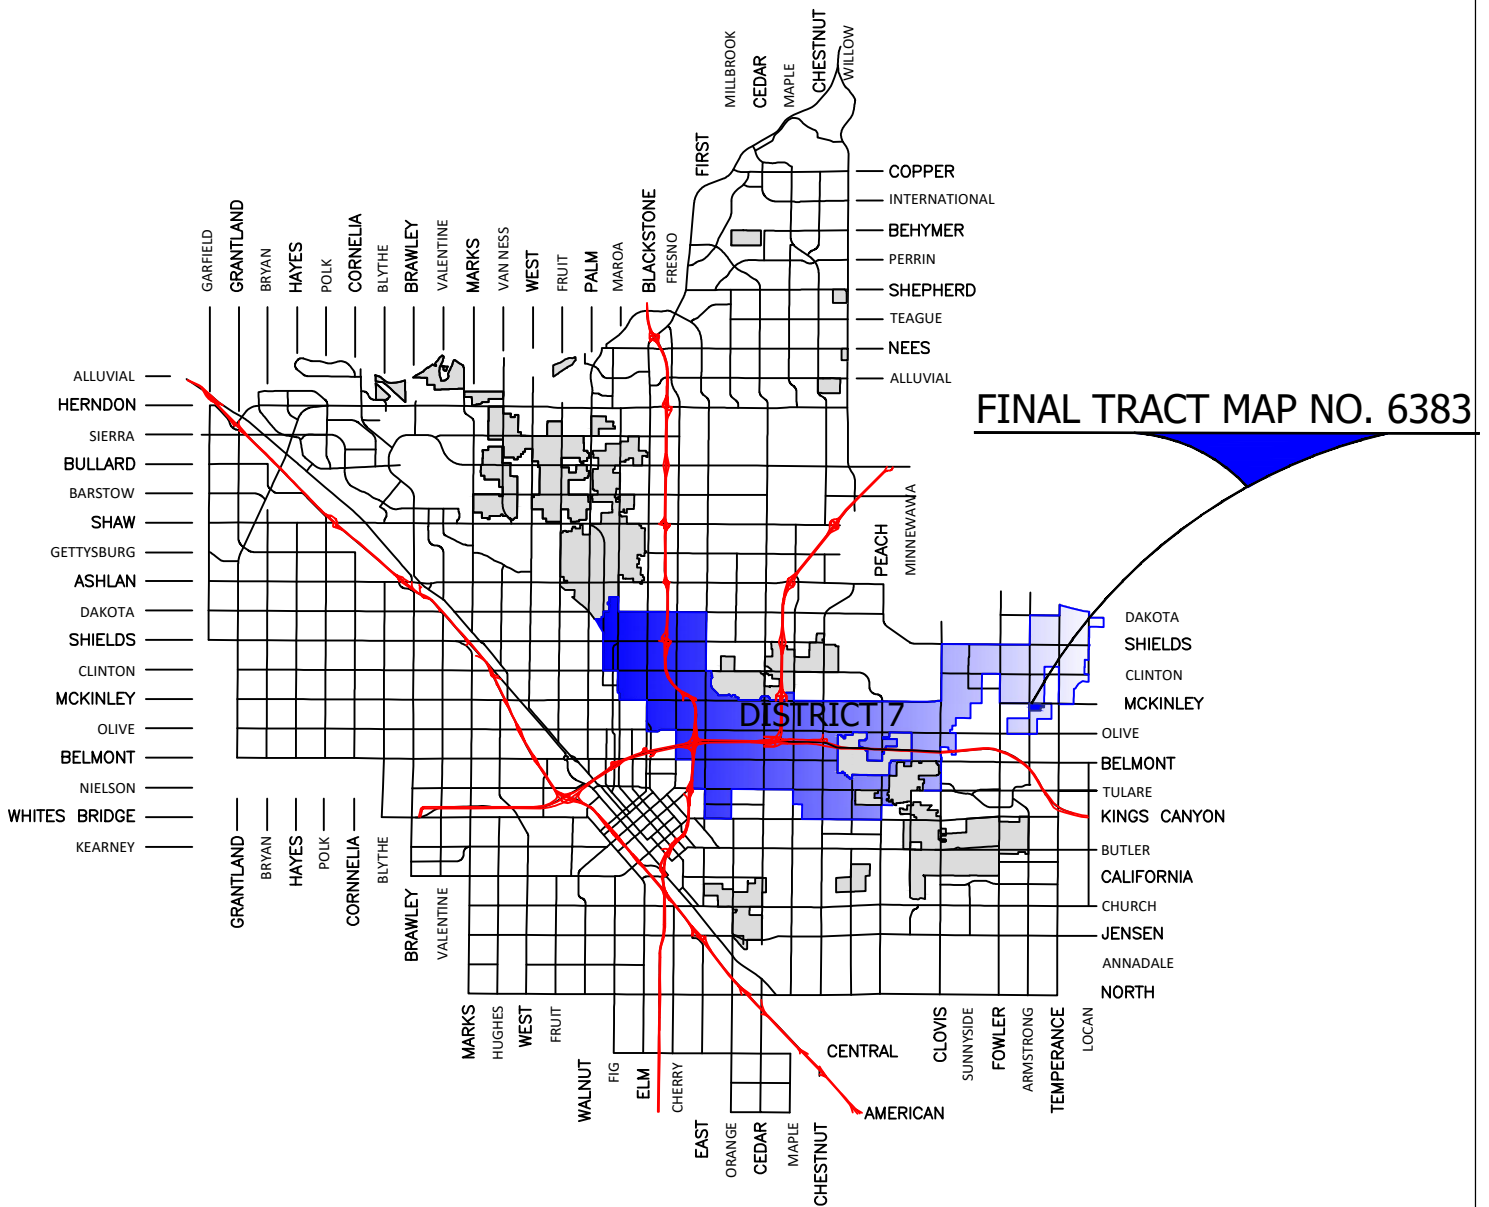 MILLBROOK
CEDAR
MAPLE
CHESTNUT
WILLOW
FIRST
COPPER
INTERNATIONAL
BEHYMER
PERRIN
SHEPHERD
TEAGUE
NEES
ALLUVIAL
GARFIELD
GRANTLAND
BRYAN
HAYES
POLK
CORNELIA
BLYTHE
BRAWLEY
VALENTINE
MARKS
VAN NESS
WEST
FRUIT
PALM
MAROA
BLACKSTONE
FRESNO
ALLUVIAL
HERNDON
SIERRA
BULLARD
BARSTOW
SHAW
GETTYSBURG
ASHLAN
DAKOTA
SHIELDS
CLINTON
MCKINLEY
OLIVE
BELMONT
NIELSON
WHITES BRIDGE
KEARNEY
FINAL TRACT MAP NO. 6383
PEACH
MINNEWAWA
DISTRICT 7
DAKOTA
SHIELDS
CLINTON
MCKINLEY
OLIVE
BELMONT
TULARE
KINGS CANYON
BUTLER
CALIFORNIA
CHURCH
JENSEN
ANNADALE
NORTH
GRANTLAND
BRYAN
HAYES
POLK
CORNNELIA
BLYTHE
BRAWLEY
VALENTINE
MARKS
HUGHES
WEST
FRUIT
WALNUT
FIG
ELM
CHERRY
EAST
ORANGE
CEDAR
MAPLE
CHESTNUT
CENTRAL
AMERICAN
CLOVIS
SUNNYSIDE
FOWLER
ARMSTRONG
TEMPERANCE
LOCAN